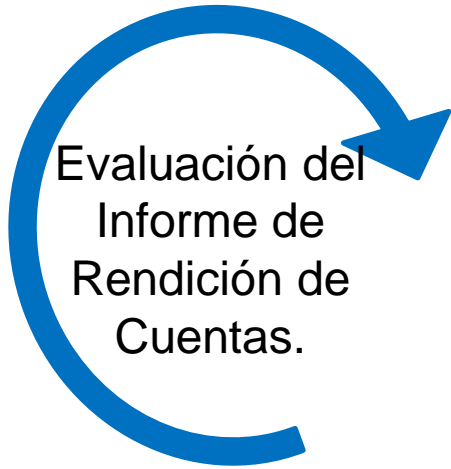 Evaluación del
Informe de
Rendición de
Cuentas.